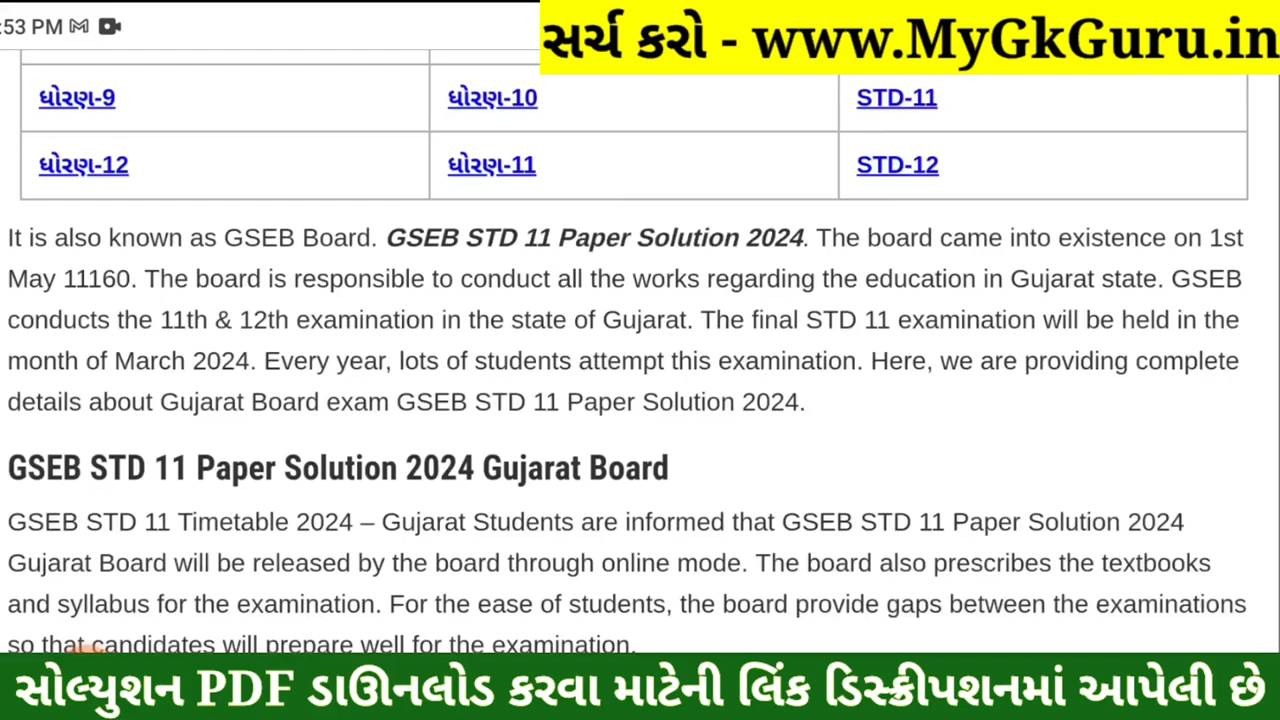 :53 PM
સર્ચ કરો - www.MyGkGuru.in
ધોરણ-9 ધોરણ-10 STD-11
ધોરણ-12 ધોરણ-11 STD-12
It is also known as GSEB Board. GSEB STD 11 Paper Solution 2024. The board came into existence on 1st
May 11160. The board is responsible to conduct all the works regarding the education in Gujarat state. GSEB
conducts the 11th & 12th examination in the state of Gujarat. The final STD 11 examination will be held in the
month of March 2024. Every year, lots of students attempt this examination. Here, we are providing complete
details about Gujarat Board exam GSEB STD 11 Paper Solution 2024.
GSEB STD 11 Paper Solution 2024 Gujarat Board
GSEB STD 11 Timetable 2024 – Gujarat Students are informed that GSEB STD 11 Paper Solution 2024
Gujarat Board will be released by the board through online mode. The board also prescribes the textbooks
and syllabus for the examination. For the ease of students, the board provide gaps between the examinations
so that candidates will prepare well for the examination.
સોલ્યુશન PDF ડાઊનલોડ કરવા માટેની લિંક ડિસ્ક્રીપશનમાં આપેલી છે